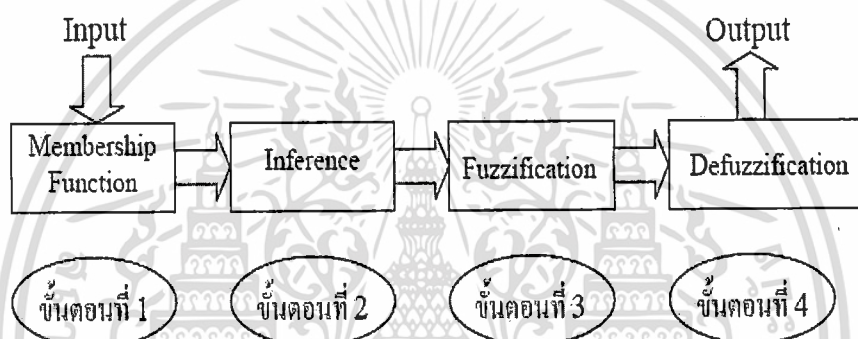 Input
Output
Membership
Function
Inference
Fuzzification
Defuzzification
ขั้นตอนที่ 1
ขั้นตอนที่ 2
ขั้นตอนที่ 3
ขั้นตอนที่ 4